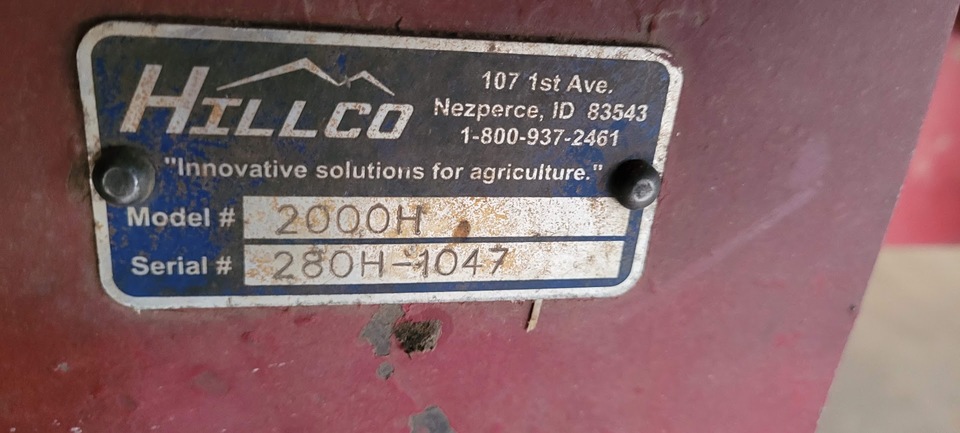 HILLCO
107 1st Ave.
Nezperce, ID 83543
1-800-937-2461
"Innovative solutions for agriculture."
Model # 2000H
Serial # 280H-1047